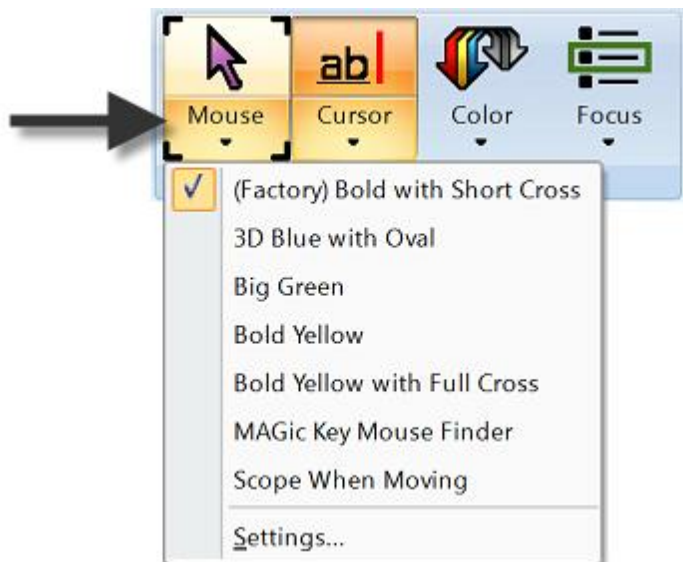 ab
Mouse Cursor Color Focus
(Factory) Bold with Short Cross
3D Blue with Oval
Big Green
Bold Yellow
Bold Yellow with Full Cross
MAGic Key Mouse Finder
Scope When Moving
Settings...